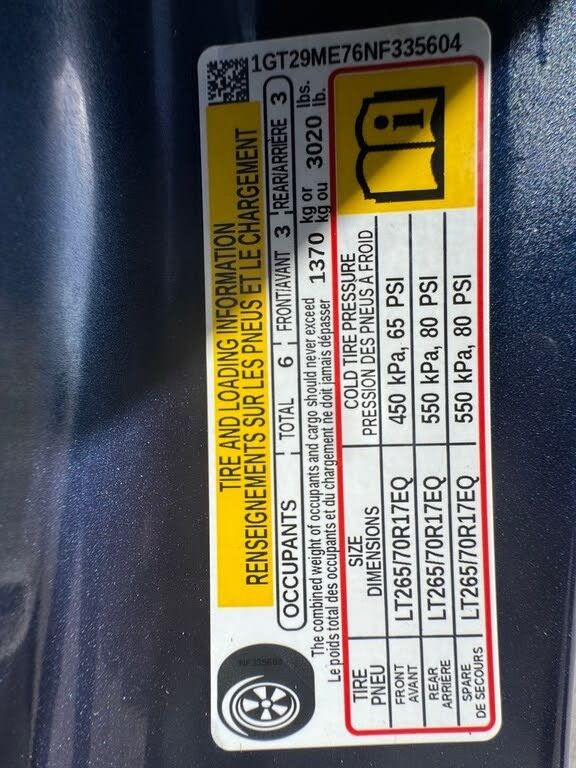 1GT29ME76NF335604
TIRE AND LOADING INFORMATION
RENSEIGNEMENTS SUR LES PNEUS ET LE CHARGEMENT
OCCUPANTS TOTAL 6 FRONT/AVANT 3 REAR/ARRIÈRE 3
The combined weight of occupants and cargo should never exceed 1370 kg or 3020 lbs.
Le poids total des occupants et du chargement ne doit jamais dépasser kg ou lb.
TIRE SIZE COLD TIRE PRESSURE
PNEU DIMENSIONS PRESSION DES PNEUS À FROID
FRONT
AVANT LT265/70R17EQ 450 kPa, 65 PSI
REAR
ARRIÈRE LT265/70R17EQ 550 kPa, 80 PSI
SPARE
DE SECOURS LT265/70R17EQ 550 kPa, 80 PSI
NF335604
i